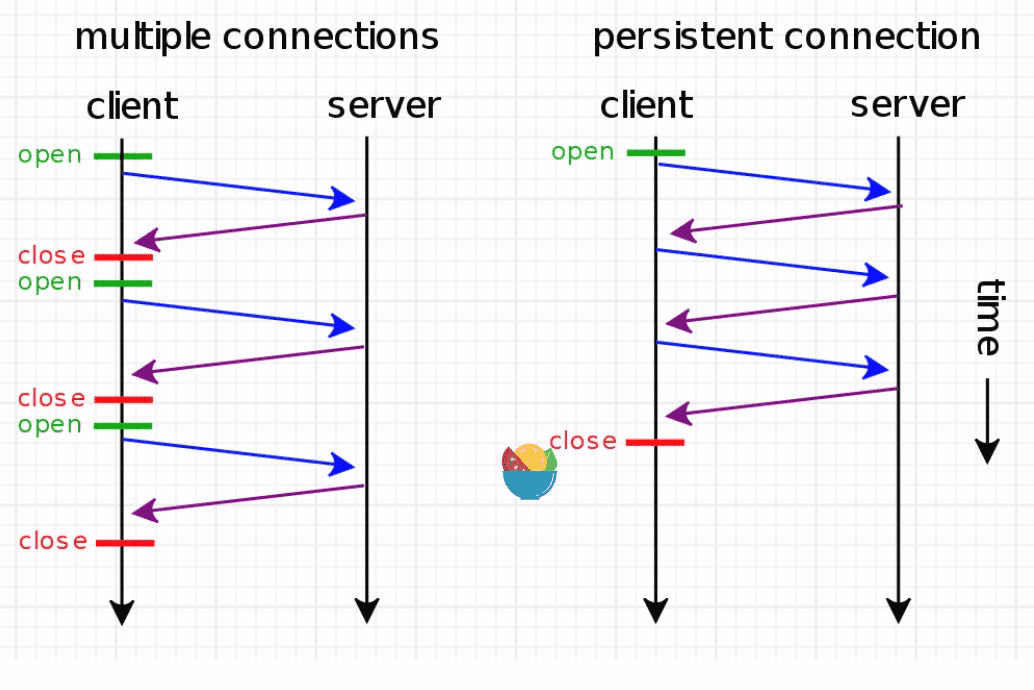 multiple connections
persistent connection
client
server
client
server
open
close
open
close
open
close
open
close
time